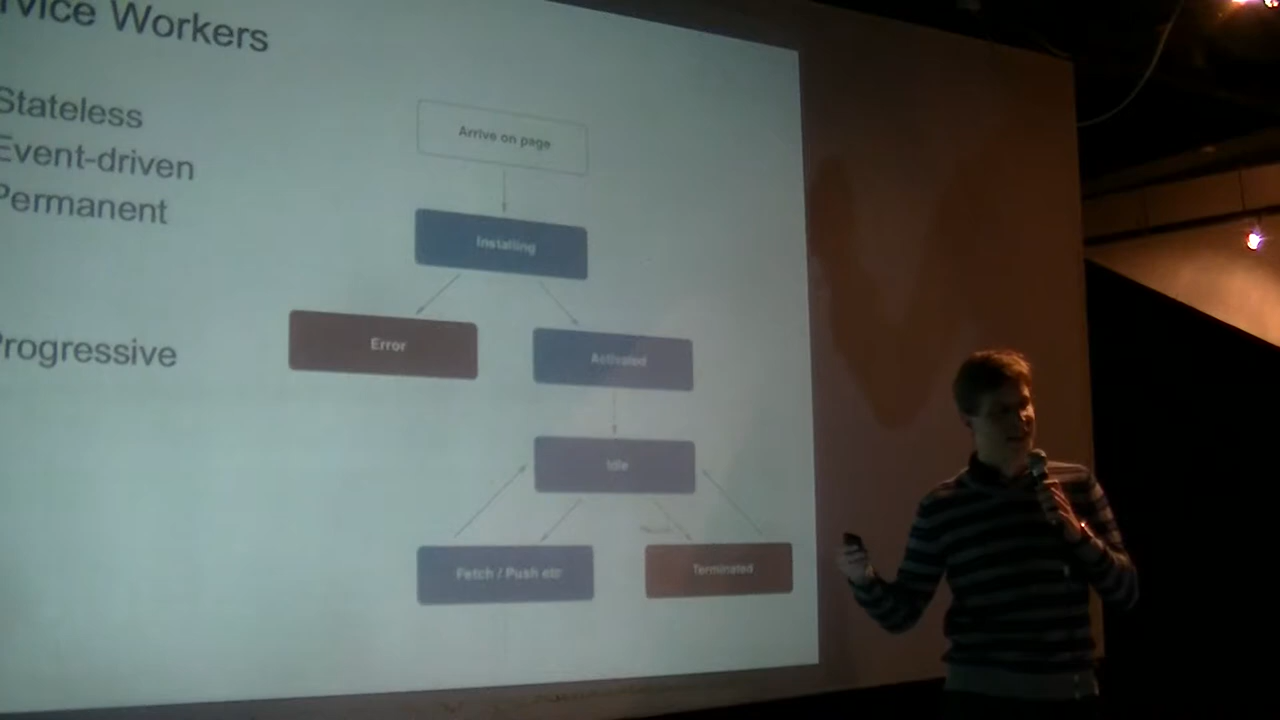 rvice Workers
Stateless
Event-driven
Permanent
Progressive
Arrive on page
Installing
Error
Activated
Idle
Fetch / Push etc
Terminated